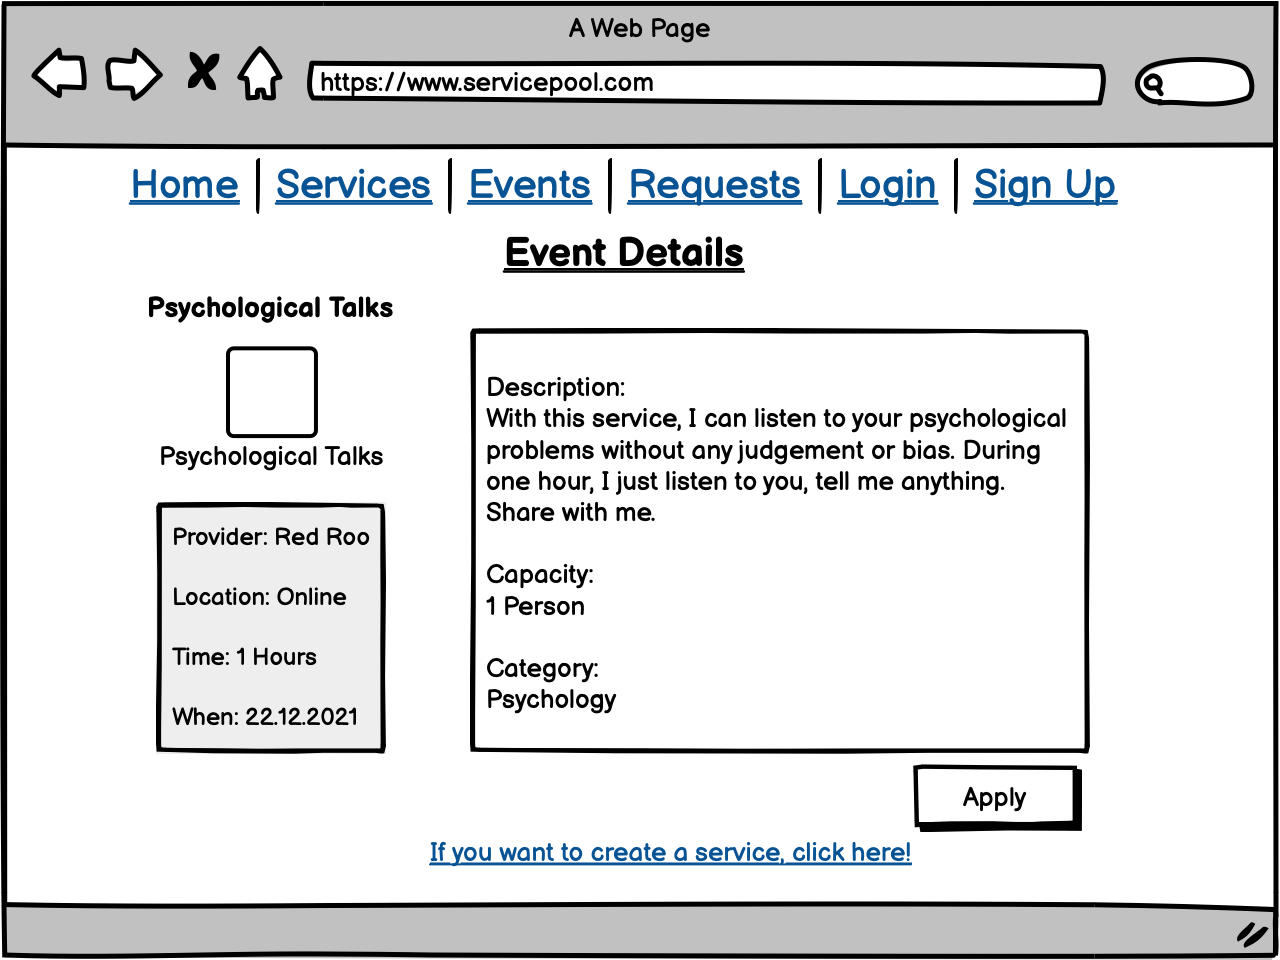 A Web Page
https://www.servicepool.com
Home Services Events Requests Login Sign Up
Event Details
Psychological Talks
Psychological Talks
Provider: Red Roo
Location: Online
Time: 1 Hours
When: 22.12.2021
Description:
With this service, I can listen to your psychological
problems without any judgement or bias. During
one hour, I just listen to you, tell me anything.
Share with me.
Capacity:
1 Person
Category:
Psychology
Apply
If you want to create a service, click here!